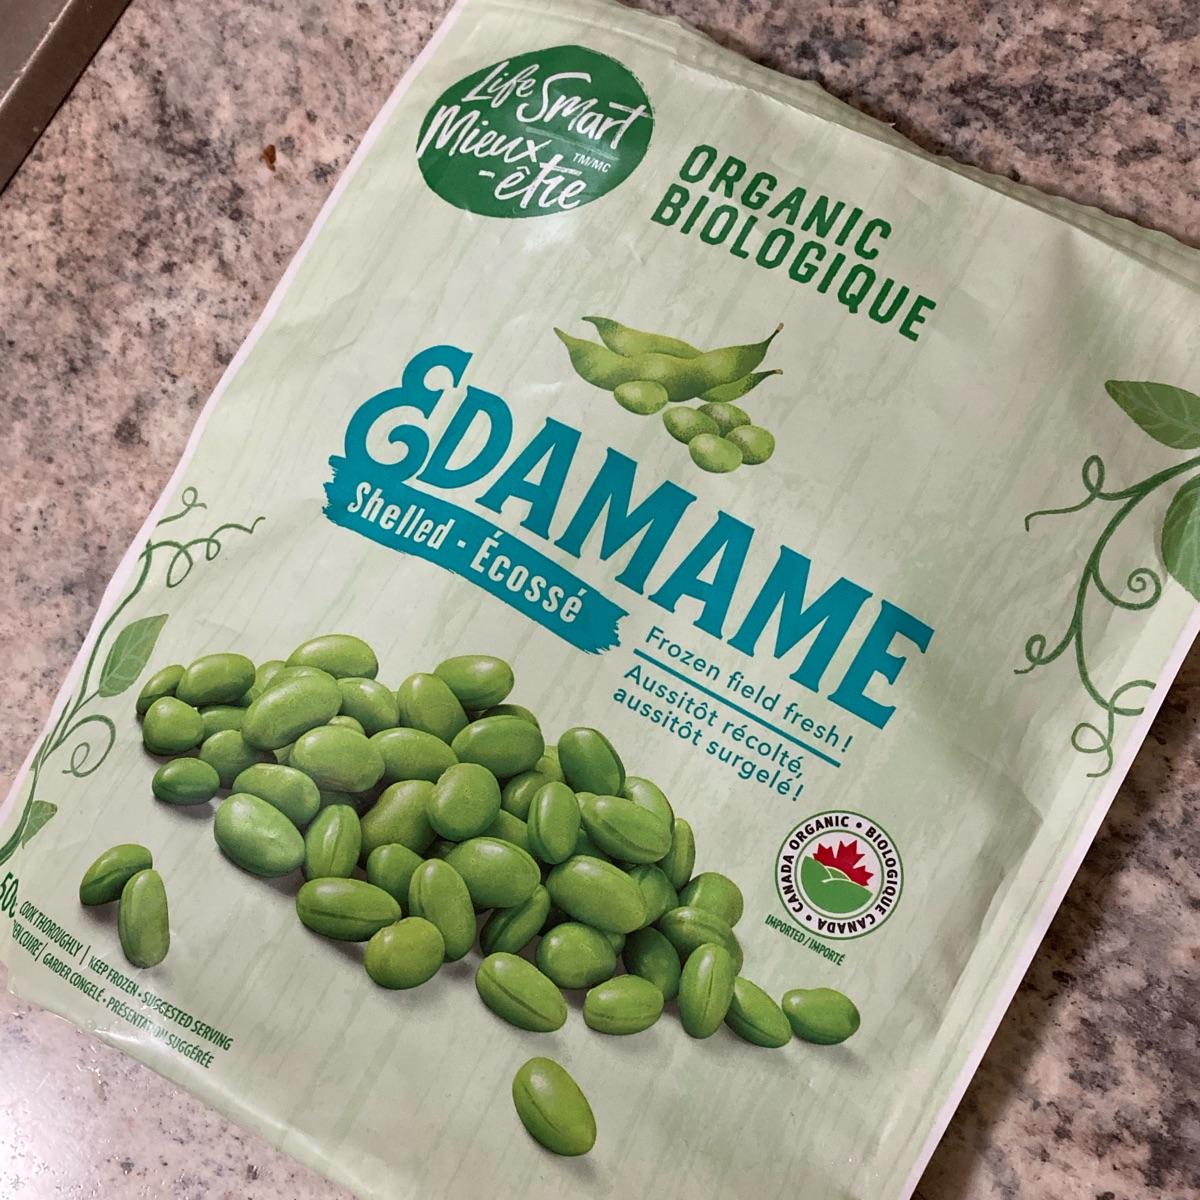 Life Smart
Mieux
-être
TM/MC
ORGANIC
BIOLOGIQUE
EDAMAME
Shelled - Écossé
Frozen field fresh!
Aussitôt récolté,
aussitôt surgelé!
CANADA ORGANIC • BIOLOGIQUE CANADA •
IMPORTED / IMPORTÉ
COOK THOROUGHLY | KEEP FROZEN • SUGGESTED SERVING
CUIRE | GARDER CONGELÉ • PRÉSENTATION SUGGÉRÉE